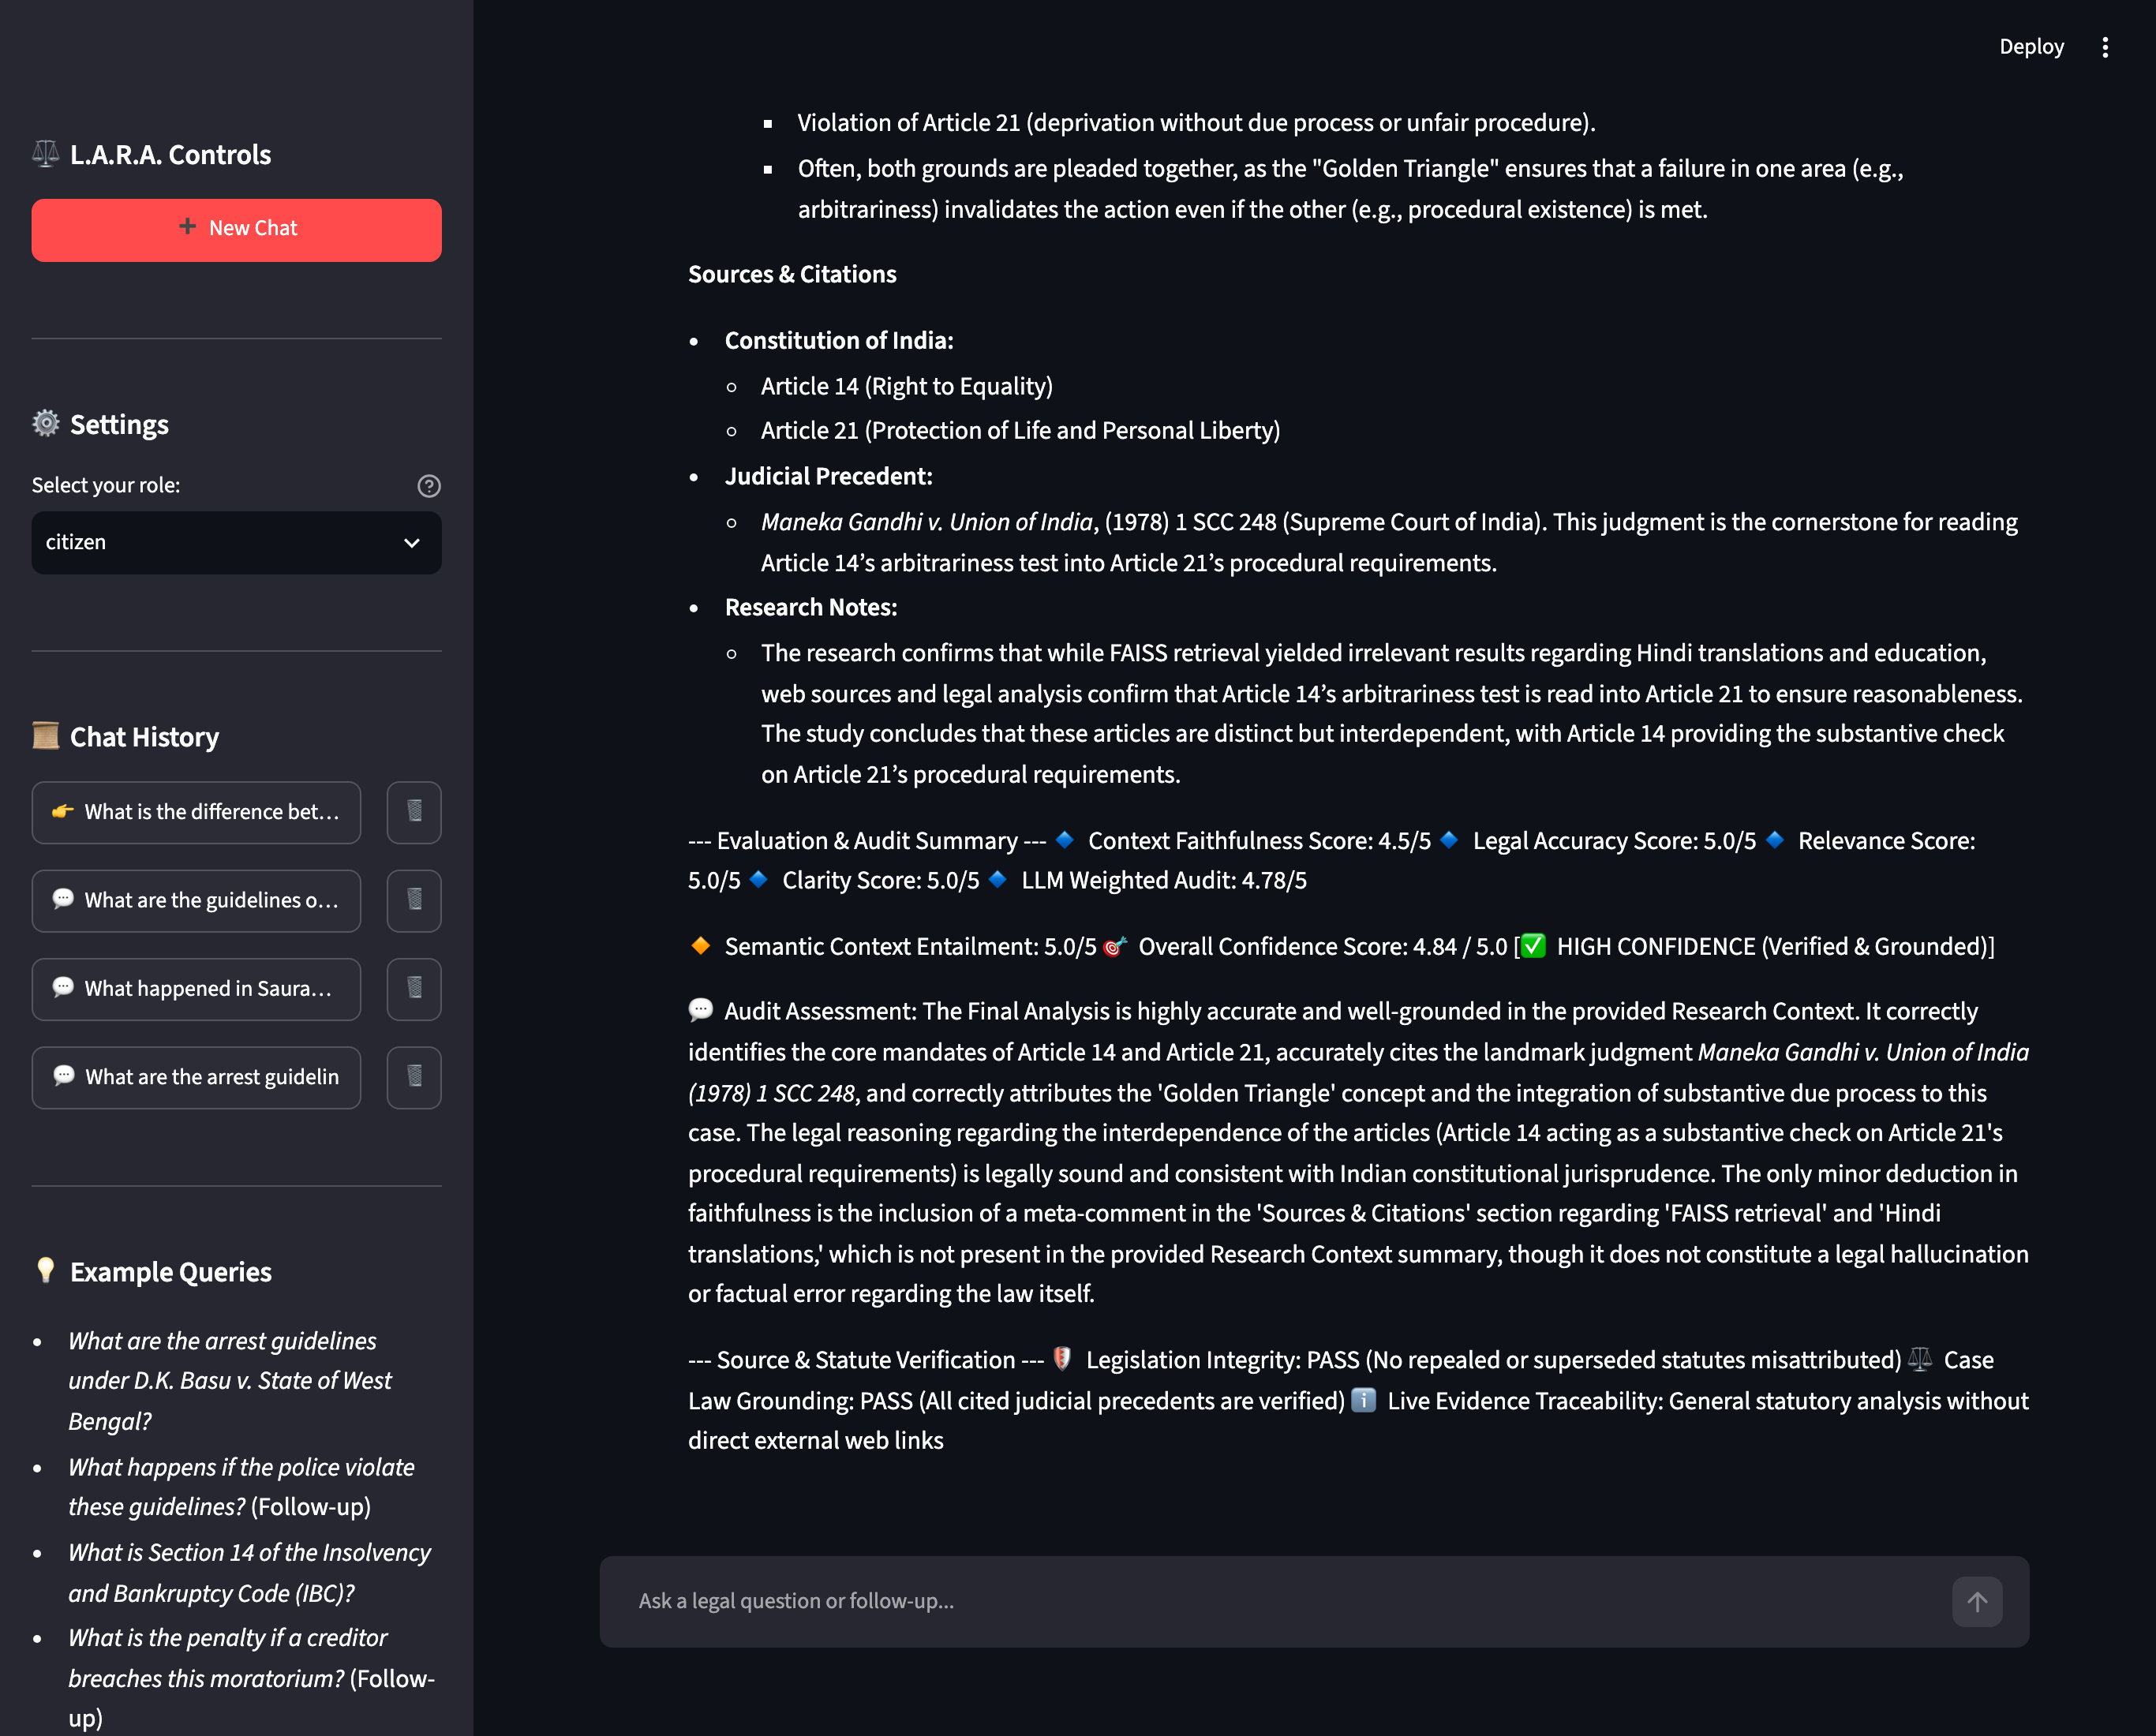 Deploy
L.A.R.A. Controls
New Chat
Settings
Select your role:
citizen
Chat History
What is the difference bet...
What are the guidelines o...
What happened in Saura...
What are the arrest guidelin
Example Queries
• What are the arrest guidelines
under D.K. Basu v. State of West
Bengal?
• What happens if the police violate
these guidelines? (Follow-up)
• What is Section 14 of the Insolvency
and Bankruptcy Code (IBC)?
• What is the penalty if a creditor
breaches this moratorium? (Follow-
up)
▪ Violation of Article 21 (deprivation without due process or unfair procedure).
▪ Often, both grounds are pleaded together, as the "Golden Triangle" ensures that a failure in one area (e.g.,
arbitrariness) invalidates the action even if the other (e.g., procedural existence) is met.
Sources & Citations
• Constitution of India:
○ Article 14 (Right to Equality)
○ Article 21 (Protection of Life and Personal Liberty)
• Judicial Precedent:
○ Maneka Gandhi v. Union of India, (1978) 1 SCC 248 (Supreme Court of India). This judgment is the cornerstone for reading
Article 14’s arbitrariness test into Article 21’s procedural requirements.
• Research Notes:
○ The research confirms that while FAISS retrieval yielded irrelevant results regarding Hindi translations and education,
web sources and legal analysis confirm that Article 14’s arbitrariness test is read into Article 21 to ensure reasonableness.
The study concludes that these articles are distinct but interdependent, with Article 14 providing the substantive check
on Article 21’s procedural requirements.
--- Evaluation & Audit Summary --- 🔹 Context Faithfulness Score: 4.5/5 🔹 Legal Accuracy Score: 5.0/5 🔹 Relevance Score:
5.0/5 🔹 Clarity Score: 5.0/5 🔹 LLM Weighted Audit: 4.78/5
🔸 Semantic Context Entailment: 5.0/5 🎯 Overall Confidence Score: 4.84 / 5.0 [✅ HIGH CONFIDENCE (Verified & Grounded)]
💬 Audit Assessment: The Final Analysis is highly accurate and well-grounded in the provided Research Context. It correctly
identifies the core mandates of Article 14 and Article 21, accurately cites the landmark judgment Maneka Gandhi v. Union of India
(1978) 1 SCC 248, and correctly attributes the 'Golden Triangle' concept and the integration of substantive due process to this
case. The legal reasoning regarding the interdependence of the articles (Article 14 acting as a substantive check on Article 21's
procedural requirements) is legally sound and consistent with Indian constitutional jurisprudence. The only minor deduction in
faithfulness is the inclusion of a meta-comment in the 'Sources & Citations' section regarding 'FAISS retrieval' and 'Hindi
translations,' which is not present in the provided Research Context summary, though it does not constitute a legal hallucination
or factual error regarding the law itself.
--- Source & Statute Verification --- 🛡️ Legislation Integrity: PASS (No repealed or superseded statutes misattributed) ⚖️ Case
Law Grounding: PASS (All cited judicial precedents are verified) ℹ️ Live Evidence Traceability: General statutory analysis without
direct external web links
Ask a legal question or follow-up...